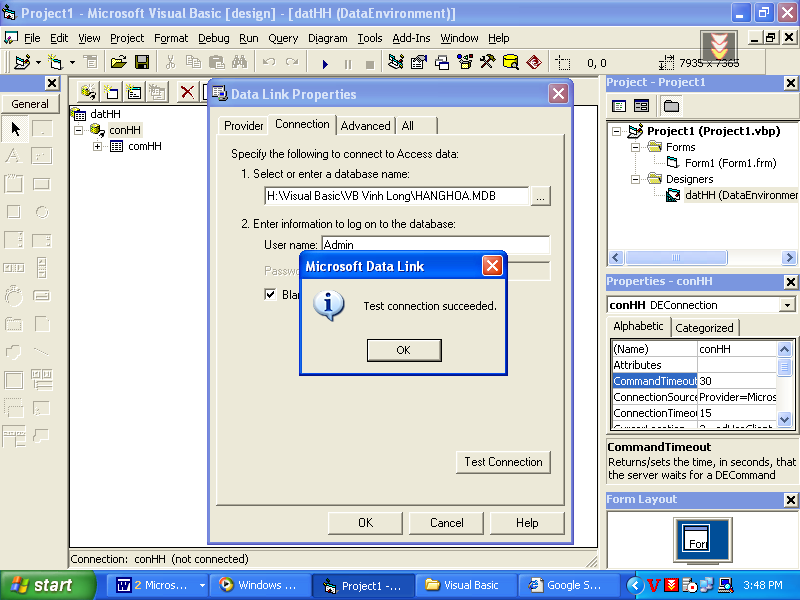 Project1 - Microsoft Visual Basic [design] - [datHH (DataEnvironment)]
File Edit View Project Format Debug Run Query Diagram Tools Add-Ins Window Help
0, 0 7935 x 7365
General
datHH
conHH
comHH
Data Link Properties
Provider Connection Advanced All
Specify the following to connect to Access data:
1. Select or enter a database name:
H:\Visual Basic\VB Vinh Long\HANGHOA.MDB ...
2. Enter information to log on to the database:
User name: Admin
Passwo
Blan
Microsoft Data Link
Test connection succeeded.
OK
Test Connection
OK Cancel Help
Connection: conHH (not connected)
Project - Project1
Project1 (Project1.vbp)
Forms
Form1 (Form1.frm)
Designers
datHH (DataEnvironmen
Properties - conHH
conHH DEConnection
Alphabetic Categorized
(Name) conHH
Attributes
CommandTimeout 30
ConnectionSource Provider=Micros
ConnectionTimeou 15
CursorLocation
CommandTimeout
Returns/sets the time, in seconds, that
the server waits for a DECommand
Form Layout
Forr
start 2 Micros... Windows ... Project1 -... Visual Basic Google S... 3:48 PM